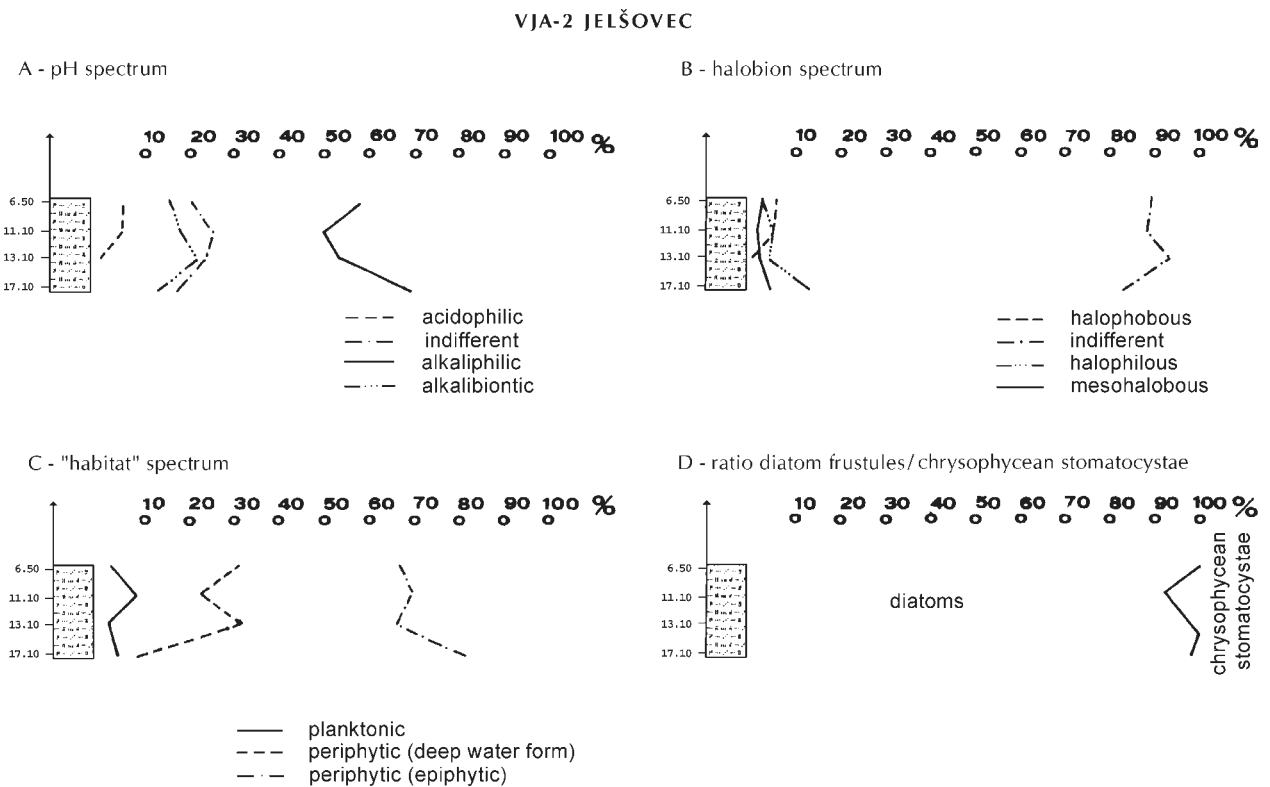 VJA-2 JELŠOVEC
A - pH spectrum
10 20 30 40 50 60 70 80 90 100 %
6.50
11.10
13.10
17.10
acidophilic
indifferent
alkaliphilic
alkalibiontic
B - halobion spectrum
10 20 30 40 50 60 70 80 90 100 %
6.50
11.10
13.10
17.10
halophobous
indifferent
halophilous
mesohalobous
C - "habitat" spectrum
10 20 30 40 50 60 70 80 90 100 %
6.50
11.10
13.10
17.10
planktonic
periphytic (deep water form)
periphytic (epiphytic)
D - ratio diatom frustules/chrysophycean stomatocystae
10 20 30 40 50 60 70 80 90 100 %
6.50
11.10
13.10
17.10
diatoms
chrysophycean
stomatocystae